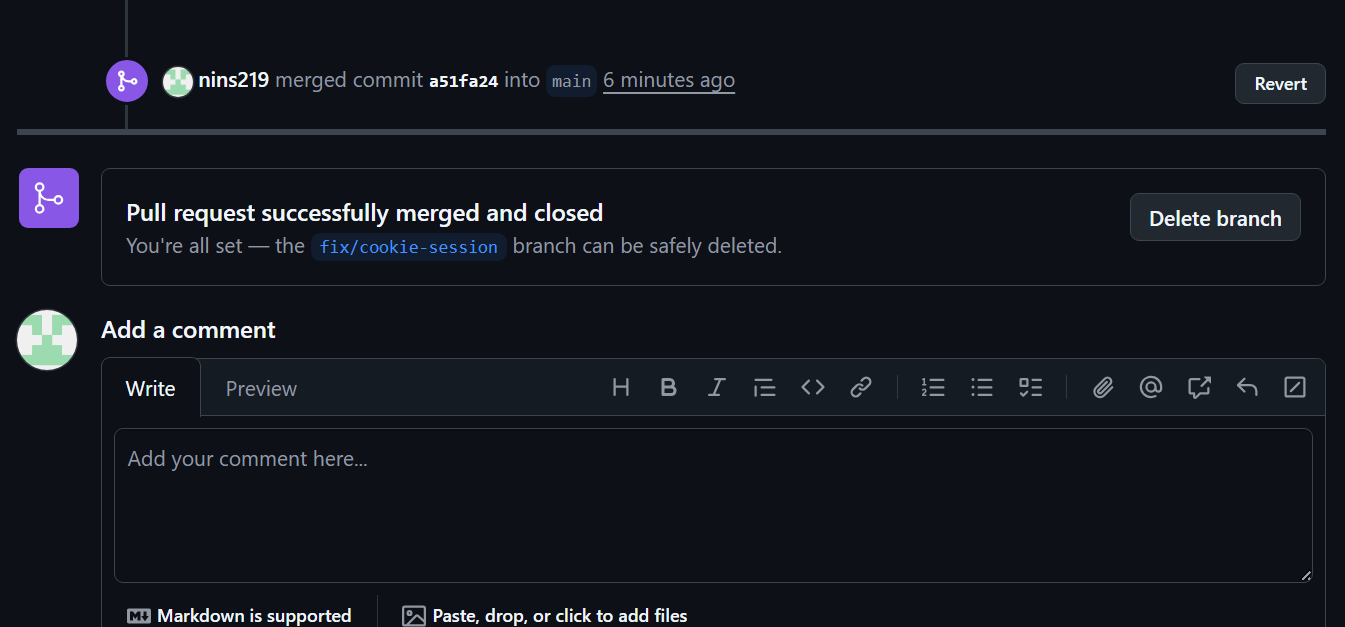 nins219 merged commit a51fa24 into main 6 minutes ago
Revert
Pull request successfully merged and closed
Delete branch
You're all set — the fix/cookie-session branch can be safely deleted.
Add a comment
Write
Preview
Add your comment here...
Markdown is supported
Paste, drop, or click to add files